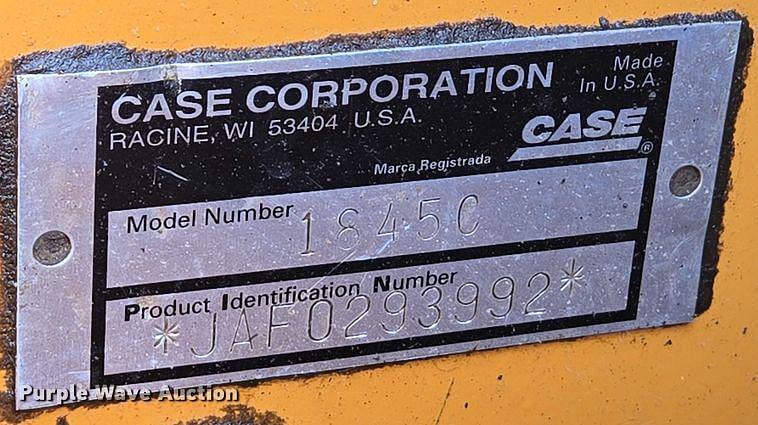 CASE CORPORATION
RACINE, WI 53404 U.S.A.
Made
In U.S.A.
CASE®
Marca Registrada
Model Number 1845C
Product Identification Number
*JAF0293992*
Purple Wave Auction